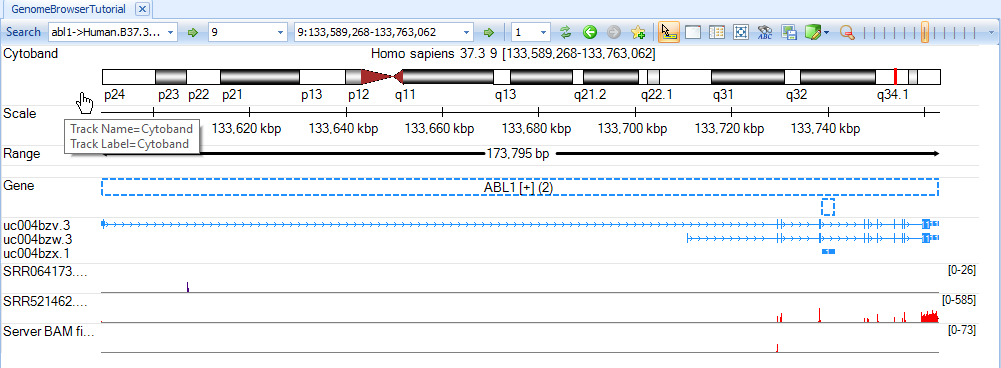 GenomeBrowserTutorial
Search abl1->Human.B37.3... 9 9:133,589,268-133,763,062 1 ABC
Cytoband Homo sapiens 37.3 9 [133,589,268-133,763,062]
p24 p23 p22 p21 p13 p12 q11 q13 q21.2 q22.1 q31 q32 q34.1
Scale
133,620 kbp 133,640 kbp 133,660 kbp 133,680 kbp 133,700 kbp 133,720 kbp 133,740 kbp
Track Name=Cytoband
Track Label=Cytoband
Range 173,795 bp
Gene ABL1 [+] (2)
uc004bzv.3
uc004bzw.3
uc004bzx.1
SRR064173.... [0-26]
SRR521462.... [0-585]
Server BAM fi... [0-73]